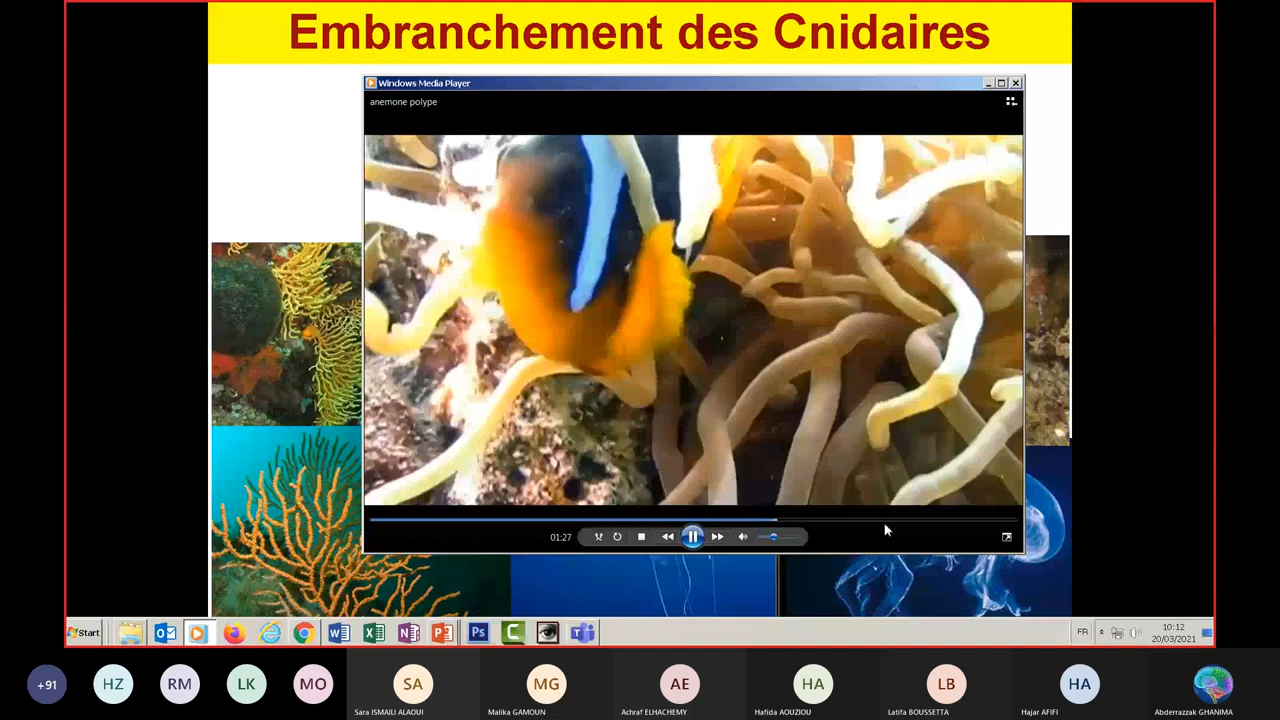 Embranchement des Cnidaires
Windows Media Player
anemone polype
01:27
Start
FR
10:12
20/03/2021
+91
HZ
RM
LK
MO
SA
MG
AE
HA
LB
HA
Sara ISMAILI ALAOUI
Malika GAMOUN
Achraf ELHACHEMY
Hafida AOUZIOU
Latifa BOUSSETTA
Hajar AFIFI
Abderrazzak GHANIMA